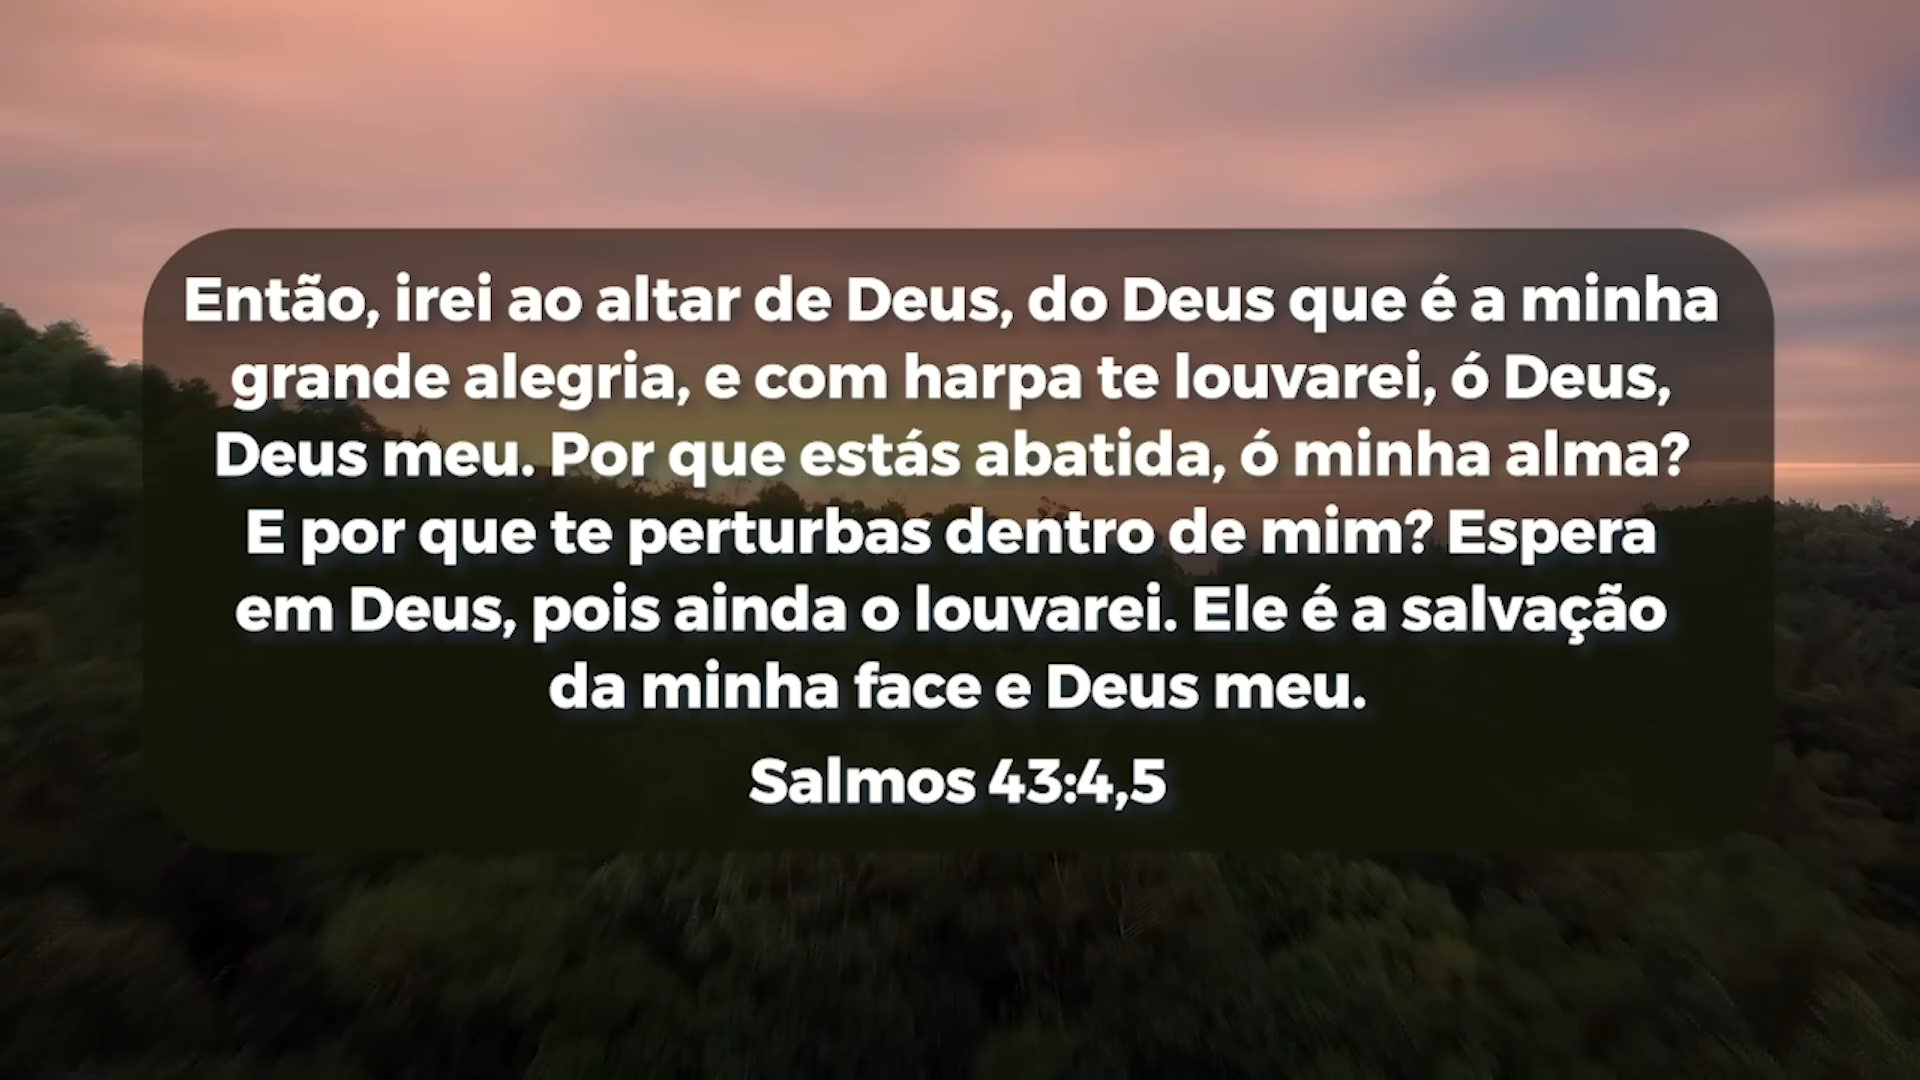 Então, irei ao altar de Deus, do Deus que é a minha
grande alegria, e com harpa te louvarei, ó Deus,
Deus meu. Por que estás abatida, ó minha alma?
E por que te perturbas dentro de mim? Espera
em Deus, pois ainda o louvarei. Ele é a salvação
da minha face e Deus meu.
Salmos 43:4,5